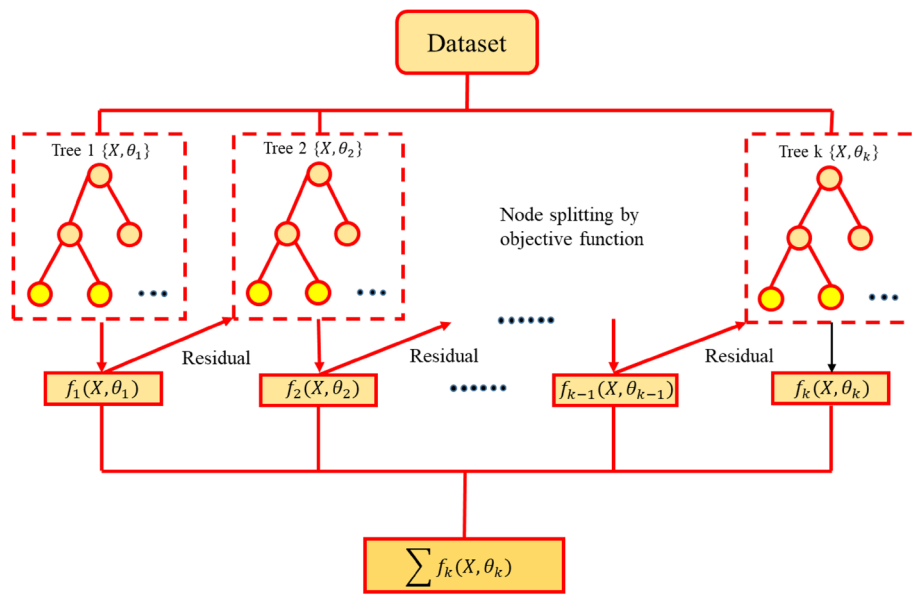 Dataset
Tree 1 {X, θ₁}
Tree 2 {X, θ₂}
Tree k {X, θₖ}
Node splitting by
objective function
Residual
Residual
Residual
f₁(X, θ₁)
f₂(X, θ₂)
fₖ₋₁(X, θₖ₋₁)
fₖ(X, θₖ)
∑ fₖ(X, θₖ)